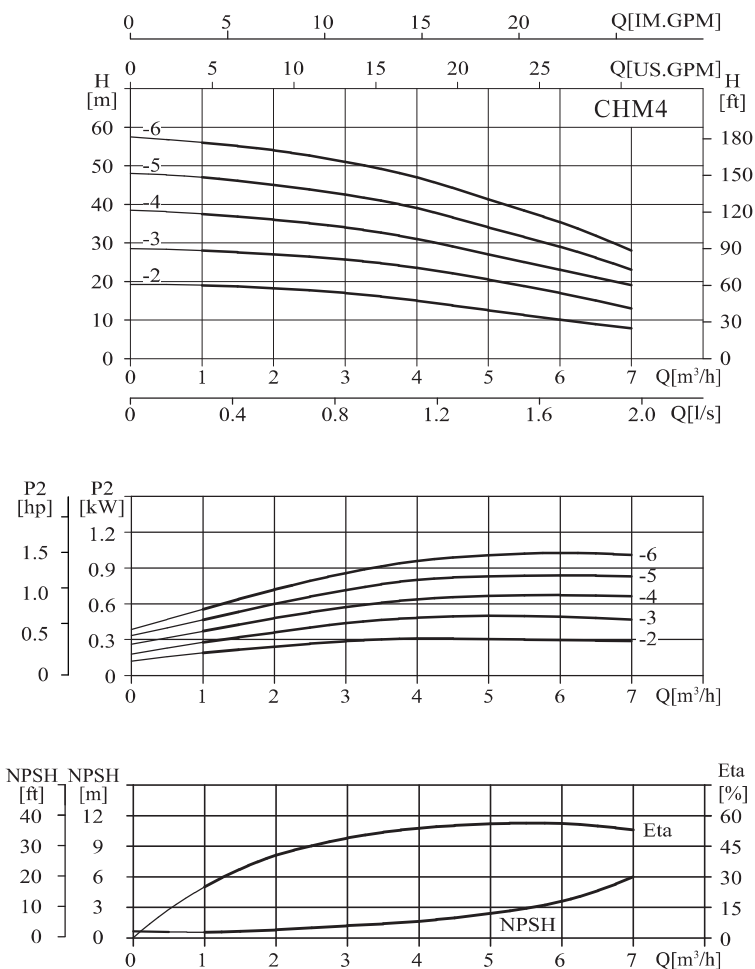 0 5 10 15 20 Q[IM.GPM]
0 5 10 15 20 25 Q[US.GPM]
H
[m]
H
[ft]
CHM4
60
50
40
30
20
10
0
-6
-5
-4
-3
-2
180
150
120
90
60
30
0
0 1 2 3 4 5 6 7 Q[m³/h]
0 0.4 0.8 1.2 1.6 2.0 Q[l/s]
P2
[hp]
P2
[kW]
1.5
1.0
0.5
0
1.2
0.9
0.6
0.3
0
-6
-5
-4
-3
-2
0 1 2 3 4 5 6 7 Q[m³/h]
NPSH
[ft]
NPSH
[m]
Eta
[%]
40
30
20
10
0
12
9
6
3
0
Eta
NPSH
60
45
30
15
0
0 1 2 3 4 5 6 7 Q[m³/h]